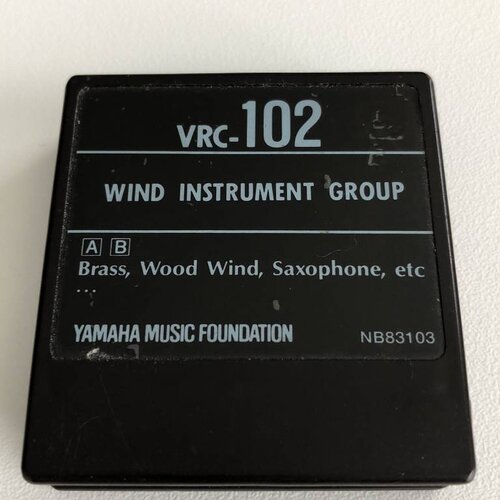 VRC-102
WIND INSTRUMENT GROUP
A B
Brass, Wood Wind, Saxophone, etc
...
YAMAHA MUSIC FOUNDATION NB83103